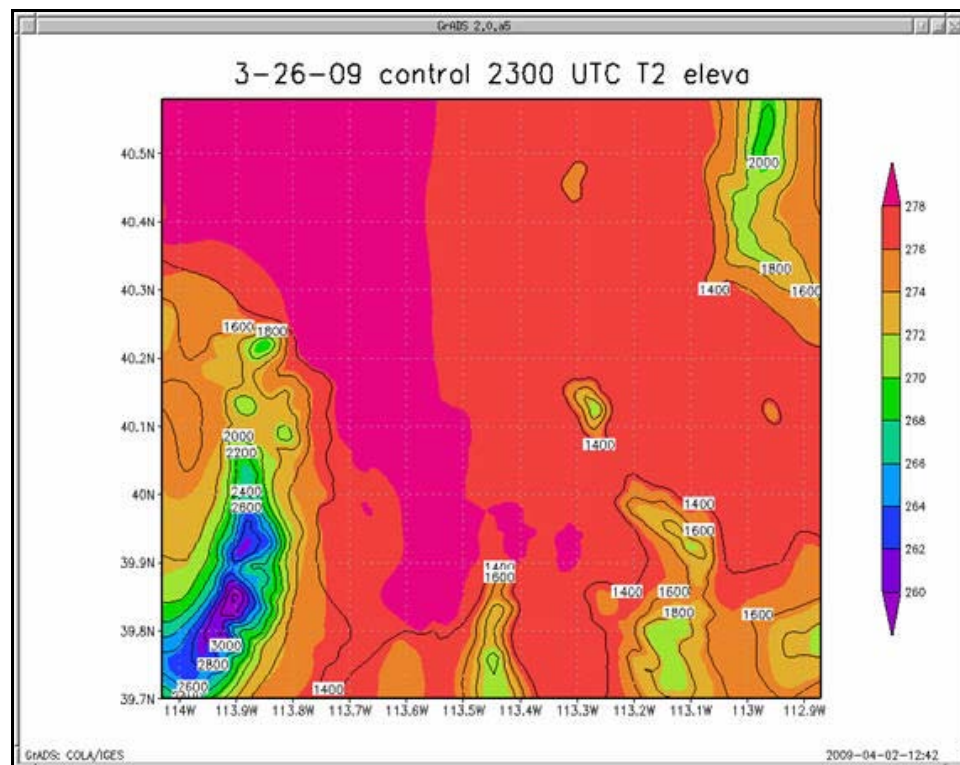 GrADS 2.0.a5
3-26-09 control 2300 UTC T2 eleva
40.5N
40.4N
40.3N
40.2N
40.1N
40N
39.9N
39.8N
39.7N
114W 113.9W 113.8W 113.7W 113.6W 113.5W 113.4W 113.3W 113.2W 113.1W 113W 112.9W
2000
1800
1400 1600
1600 1800
1400
2000
2200
2400
2600
1400
1600
1400
1600
1400 1600
1800
1600
3000
2800
2600
1400
278
276
274
272
270
268
266
264
262
260
GrADS: COLA/IGES
2009-04-02-12:42